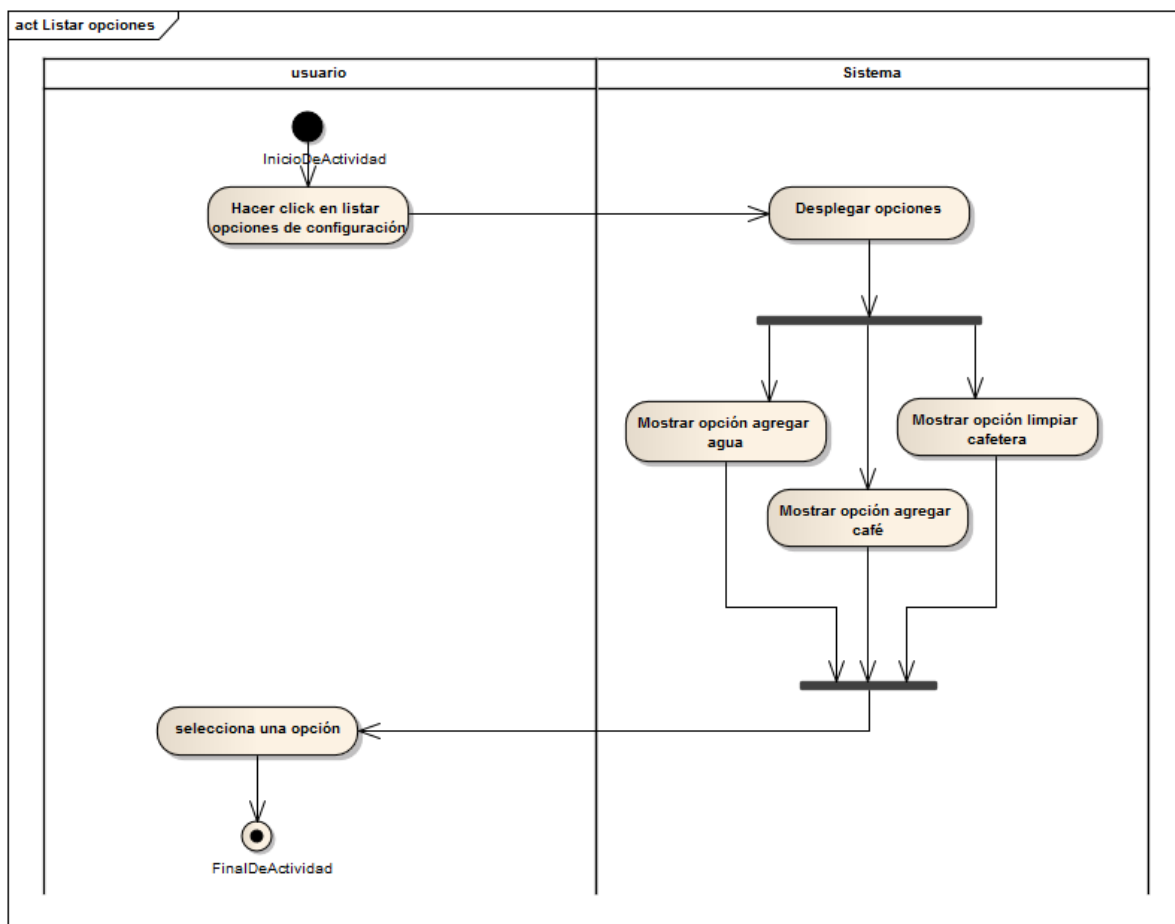 act Listar opciones
usuario
Sistema
InicioDeActividad
Hacer click en listar
opciones de configuración
Desplegar opciones
Mostrar opción agregar
agua
Mostrar opción limpiar
cafetera
Mostrar opción agregar
café
selecciona una opción
FinalDeActividad